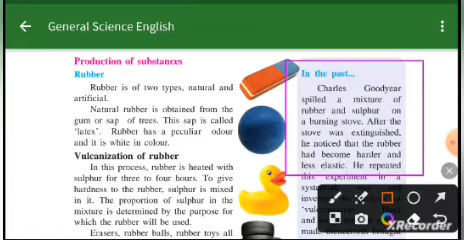 General Science English
Production of substances
Rubber
Rubber is of two types, natural and
artificial.
Natural rubber is obtained from the
gum or sap of trees. This sap is called
‘latex’. Rubber has a peculiar odour
and it is white in colour.
Vulcanization of rubber
In this process, rubber is heated with
sulphur for three to four hours. To give
hardness to the rubber, sulphur is mixed
in it. The proportion of sulphur in the
mixture is determined by the purpose for
which the rubber will be used.
Erasers, rubber balls, rubber toys all
In the past...
Charles Goodyear
spilled a mixture of
rubber and sulphur on
a burning stove. After the
stove was extinguished,
he noticed that the rubber
had become harder and
less elastic. He repeated
this experiment in a
and
made brought
XRecorder